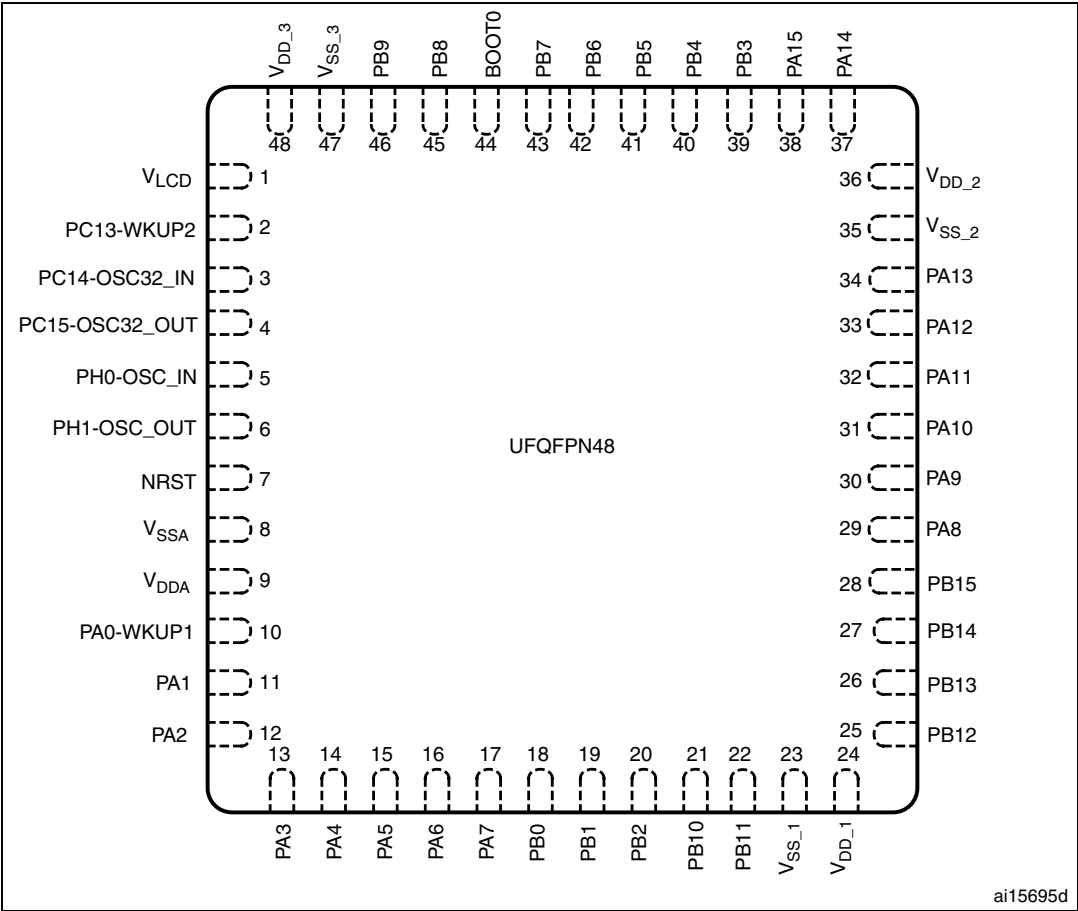 VDD_3 VSS_3 PB9 PB8 BOOT0 PB7 PB6 PB5 PB4 PB3 PA15 PA14
48 47 46 45 44 43 42 41 40 39 38 37
VLCD 1 36 VDD_2
PC13-WKUP2 2 35 VSS_2
PC14-OSC32_IN 3 34 PA13
PC15-OSC32_OUT 4 33 PA12
PH0-OSC_IN 5 32 PA11
PH1-OSC_OUT 6 31 PA10
UFQFPN48
NRST 7 30 PA9
VSSA 8 29 PA8
VDDA 9 28 PB15
PA0-WKUP1 10 27 PB14
PA1 11 26 PB13
PA2 12 25 PB12
13 14 15 16 17 18 19 20 21 22 23 24
PA3 PA4 PA5 PA6 PA7 PB0 PB1 PB2 PB10 PB11 VSS_1 VDD_1
ai15695d